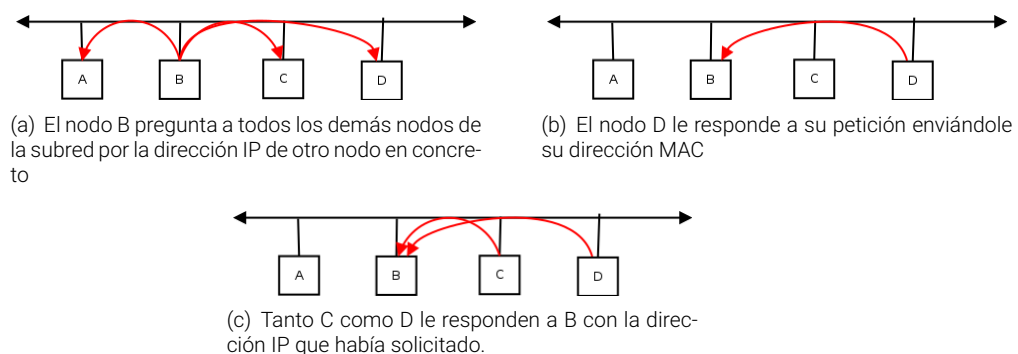 A B C D
(a) El nodo B pregunta a todos los demás nodos de
la subred por la dirección IP de otro nodo en concre-
to
A B C D
(b) El nodo D le responde a su petición enviándole
su dirección MAC
A B C D
(c) Tanto C como D le responden a B con la direc-
ción IP que había solicitado.